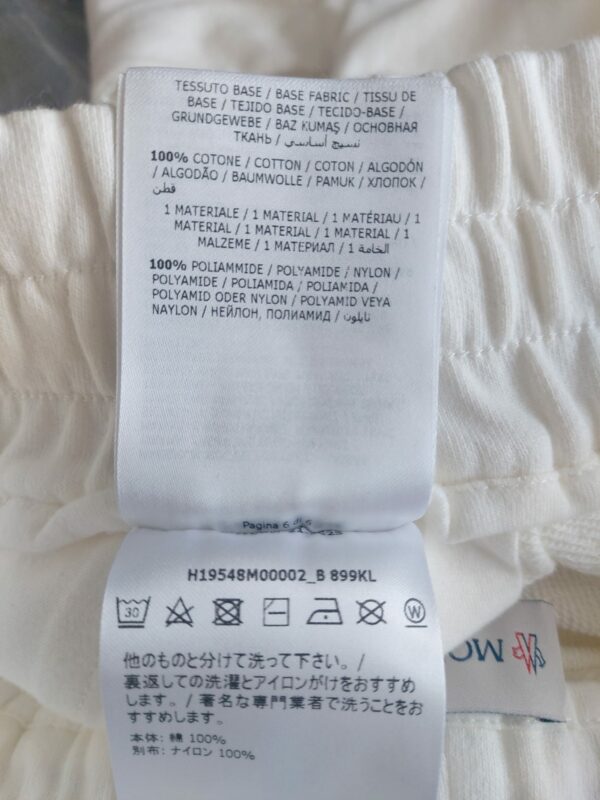 TESSUTO BASE / BASE FABRIC / TISSU DE
BASE / TEJIDO BASE / TECIDO-BASE /
GRUNDGEWEBE / BAZ KUMAŞ / ОСНОВНАЯ
ТКАНЬ / نسيج أساسي /
100% COTONE / COTTON / COTON / ALGODÓN
/ ALGODÃO / BAUMWOLLE / PAMUK / ХЛОПОК /
قطن
1 MATERIALE / 1 MATERIAL / 1 MATÉRIAU / 1
MATERIAL / 1 MATERIAL / 1 MATERIAL / 1
MALZEME / 1 МАТЕРИАЛ / 1 الخامة
100% POLIAMMIDE / POLYAMIDE / NYLON /
POLYAMIDE / POLIAMIDA / POLIAMIDA /
POLYAMID ODER NYLON / POLYAMID VEYA
NAYLON / НЕЙЛОН, ПОЛИАМИД / نايلون
Pagina 6 di 6
H19548M00002_B 899KL
30
W
他のものと分けて洗って下さい。/
裏返しての洗濯とアイロンがけをおすすめ
します。/ 著名な専門業者で洗うことをお
すすめします。
本体: 綿 100%
別布: ナイロン 100%
MC